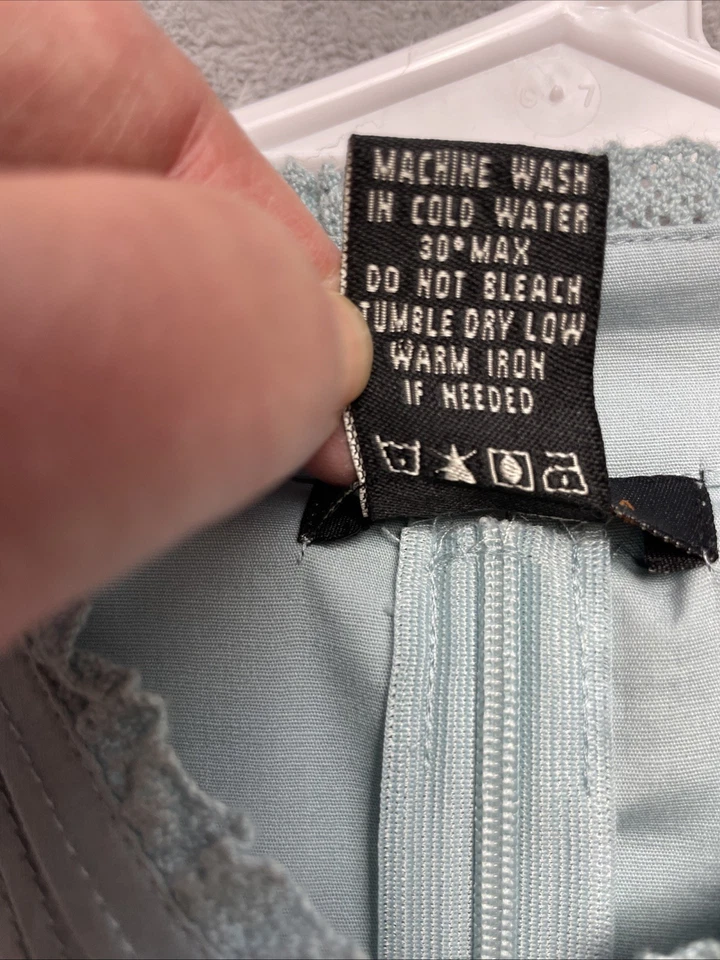 MACHINE WASH
IN COLD WATER
30° MAX
DO NOT BLEACH
TUMBLE DRY LOW
WARM IRON
IF NEEDED